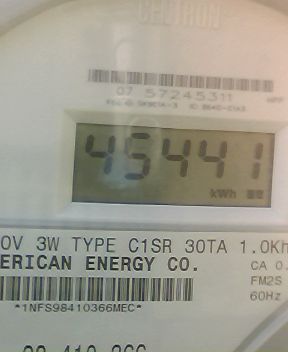 CELTRON
07 57245311
45441
kWh
0V 3W TYPE C1SR 30TA 1.0Kh
ERICAN ENERGY CO.
CA 0.
FM2S
60Hz
*1NFS98410366MEC*